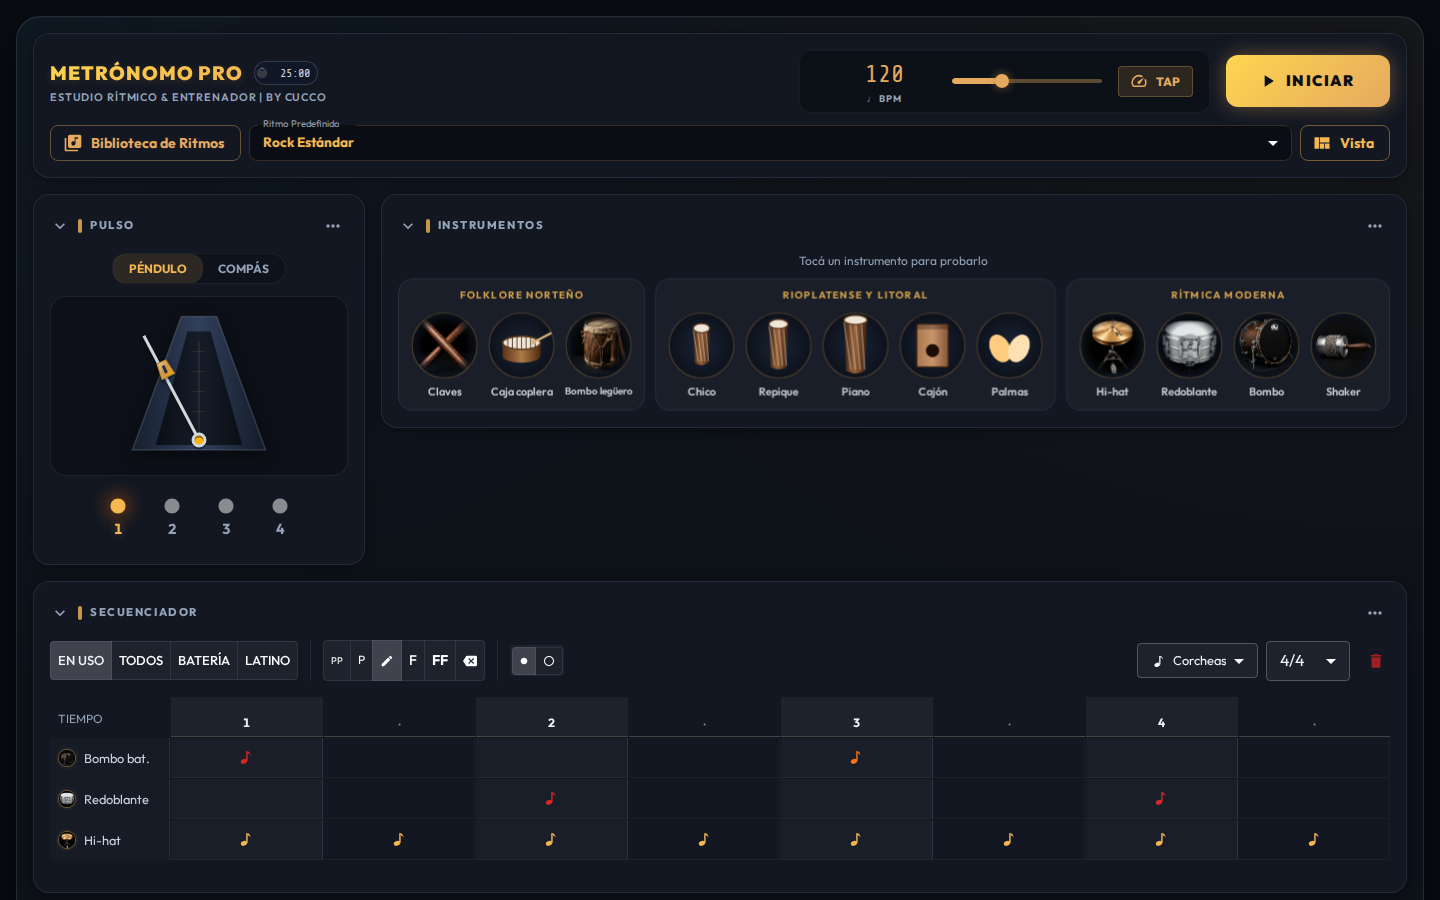 METRÓNOMO PRO
25:00
ESTUDIO RÍTMICO & ENTRENADOR | BY CUCCO
120
♩ BPM
TAP
INICIAR
Biblioteca de Ritmos
Ritmo Predefinido
Rock Estándar
Vista
PULSO
PÉNDULO
COMPÁS
1
2
3
4
INSTRUMENTOS
Tocá un instrumento para probarlo
FOLKLORE NORTEÑO
Claves
Caja coplera
Bombo legüero
RIOPLATENSE Y LITORAL
Chico
Repique
Piano
Cajón
Palmas
RÍTMICA MODERNA
Hi-hat
Redoblante
Bombo
Shaker
SECUENCIADOR
EN USO
TODOS
BATERÍA
LATINO
PP
P
F
FF
Corcheas
4/4
TIEMPO
1 . 2 . 3 . 4 .
Bombo bat.
Redoblante
Hi-hat